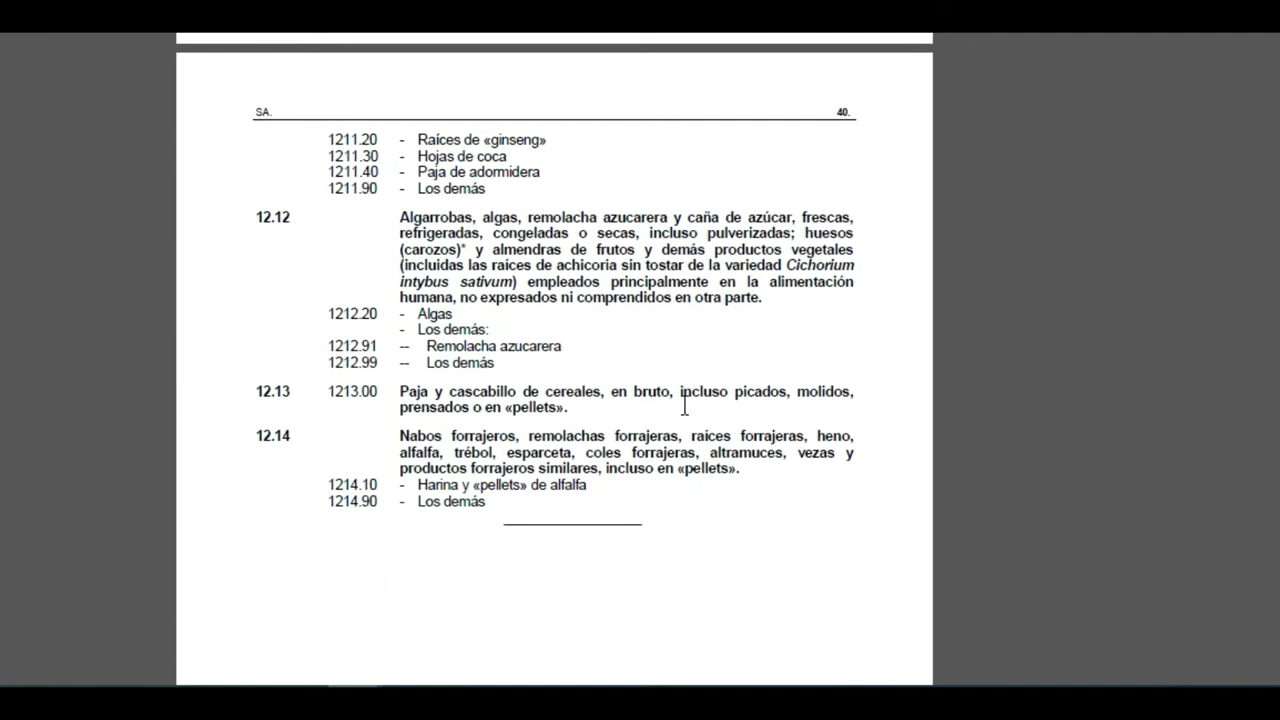 SA. 40.
1211.20 - Raíces de «ginseng»
1211.30 - Hojas de coca
1211.40 - Paja de adormidera
1211.90 - Los demás
12.12 Algarrobas, algas, remolacha azucarera y caña de azúcar, frescas,
refrigeradas, congeladas o secas, incluso pulverizadas; huesos
(carozos)* y almendras de frutos y demás productos vegetales
(incluidas las raíces de achicoria sin tostar de la variedad Cichorium
intybus sativum) empleados principalmente en la alimentación
humana, no expresados ni comprendidos en otra parte.
1212.20 - Algas
- Los demás:
1212.91 -- Remolacha azucarera
1212.99 -- Los demás
12.13 1213.00 Paja y cascabillo de cereales, en bruto, incluso picados, molidos,
prensados o en «pellets».
12.14 Nabos forrajeros, remolachas forrajeras, raíces forrajeras, heno,
alfalfa, trébol, esparceta, coles forrajeras, altramuces, vezas y
productos forrajeros similares, incluso en «pellets».
1214.10 - Harina y «pellets» de alfalfa
1214.90 - Los demás